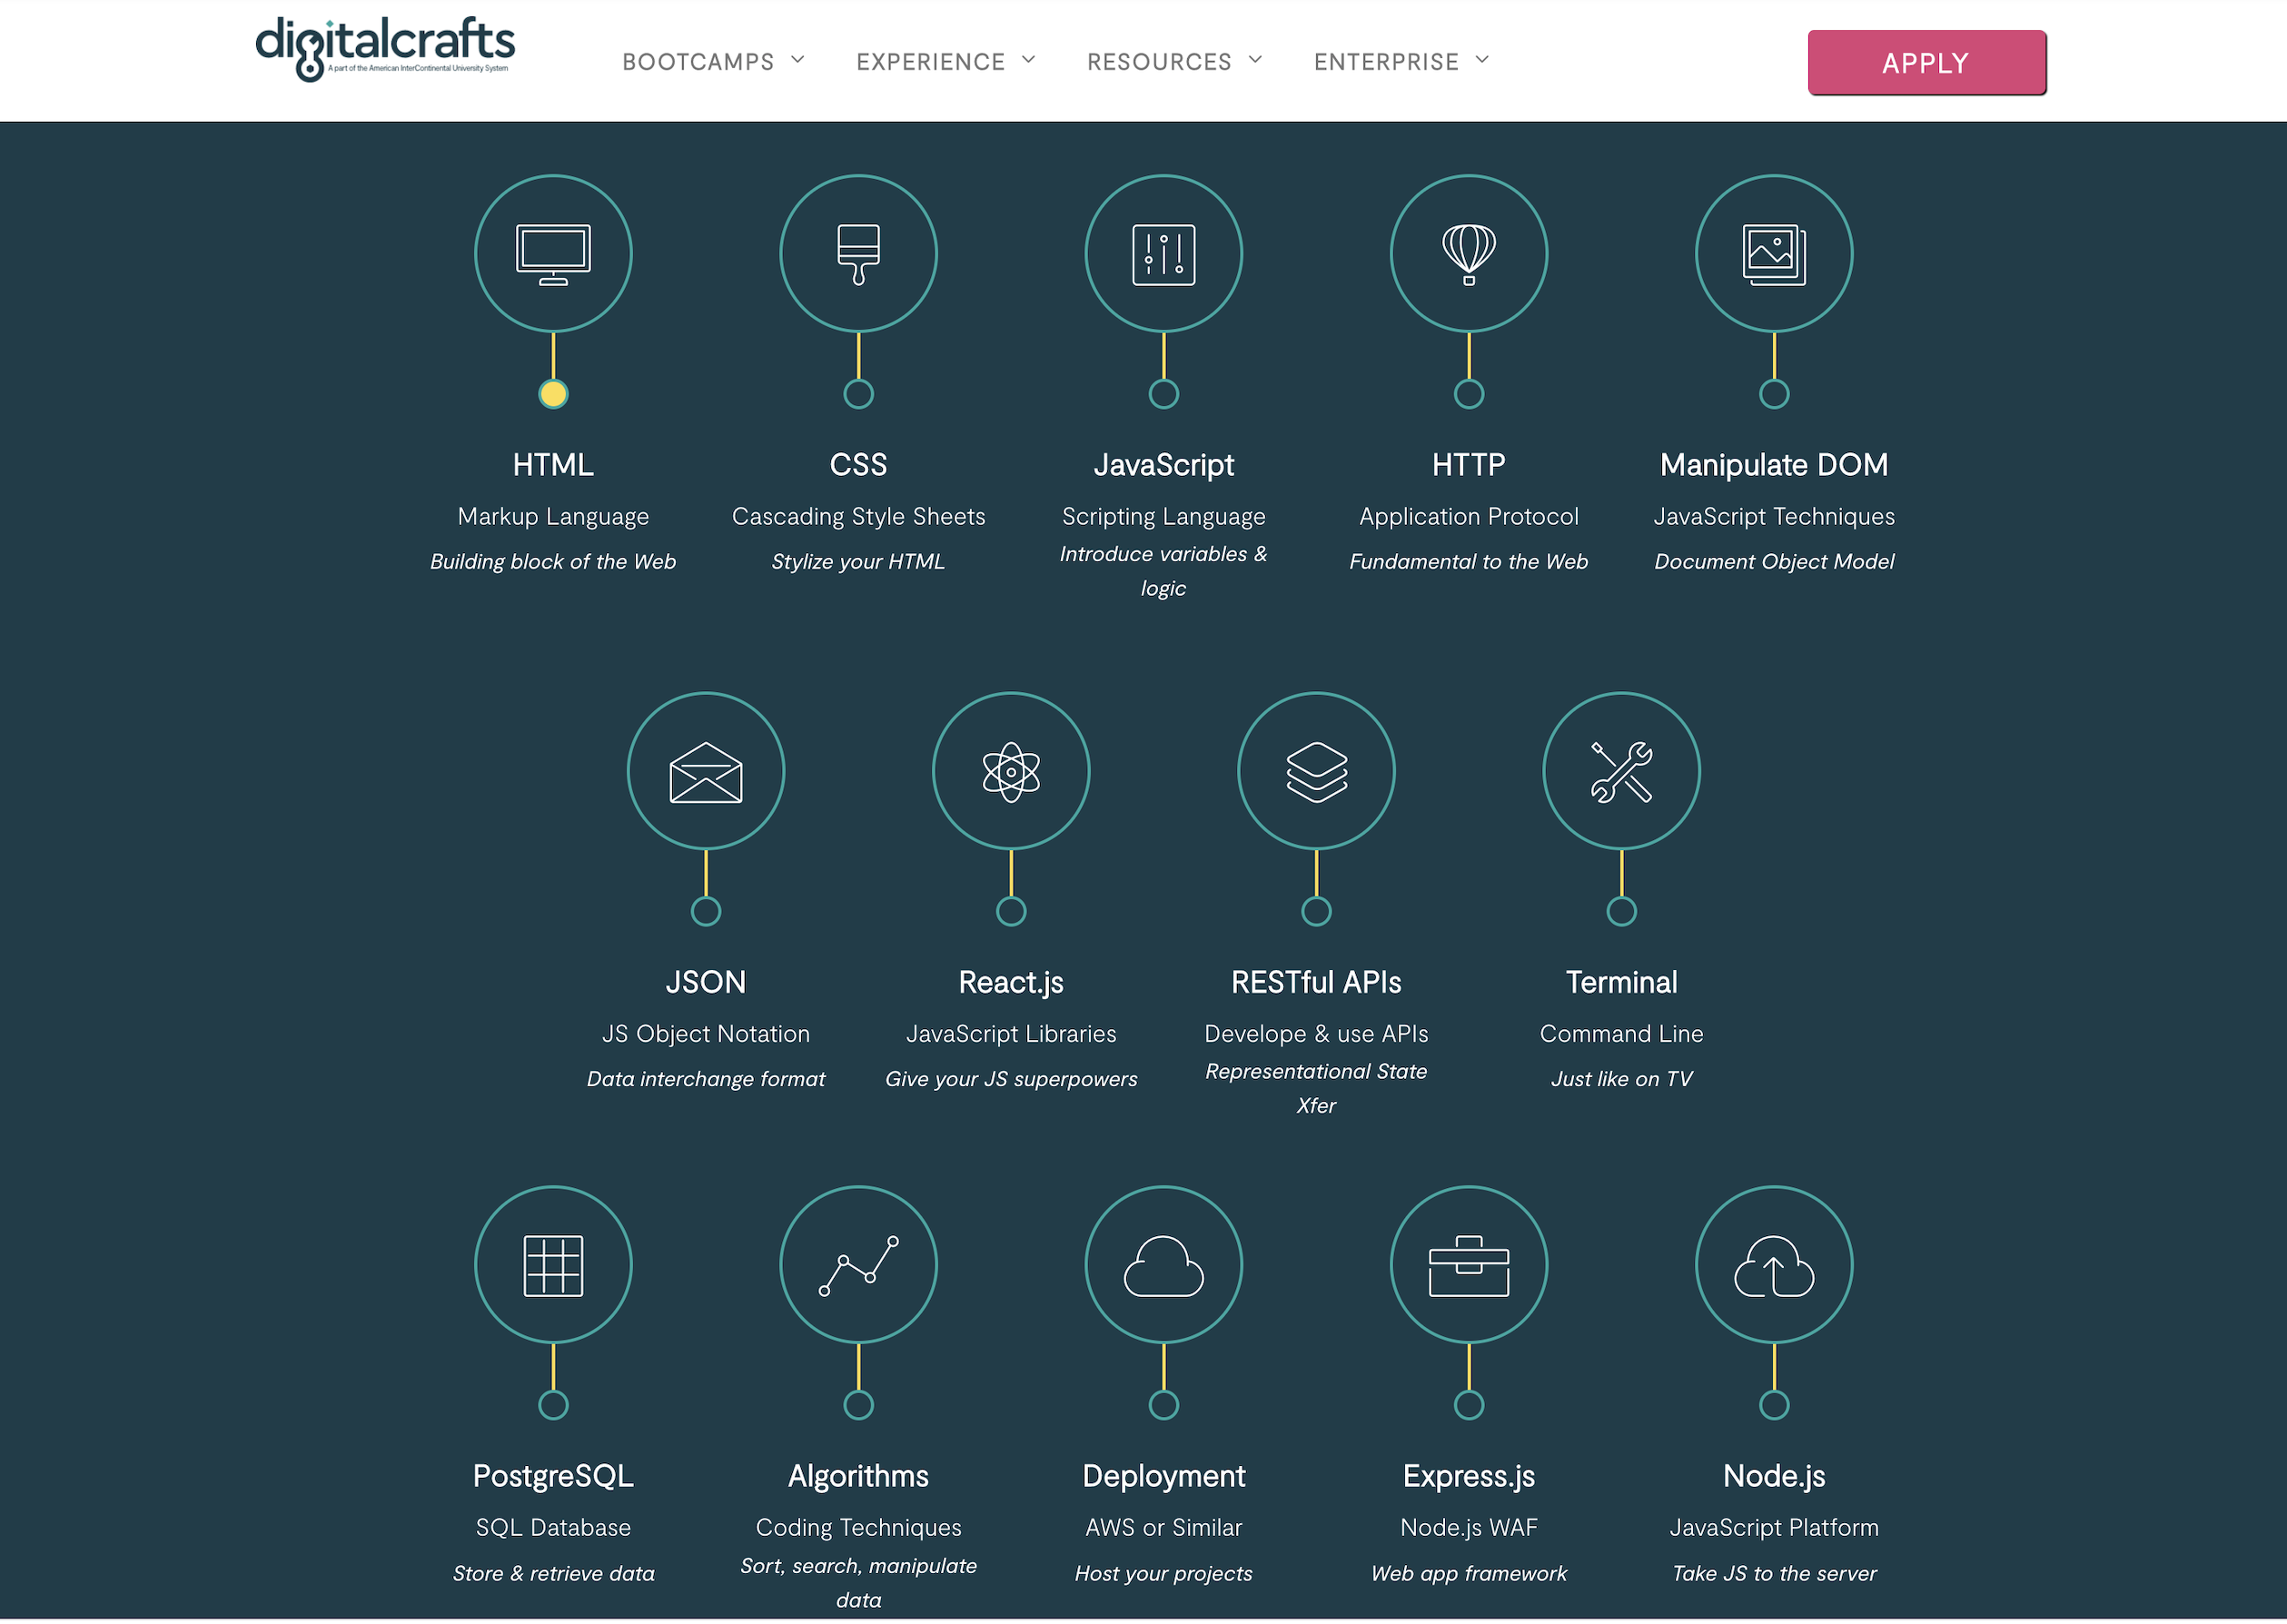 digitalcrafts
A part of the American InterContinental University System
BOOTCAMPS EXPERIENCE RESOURCES ENTERPRISE APPLY
HTML CSS JavaScript HTTP Manipulate DOM
Markup Language Cascading Style Sheets Scripting Language Application Protocol JavaScript Techniques
Building block of the Web Stylize your HTML Introduce variables & Fundamental to the Web Document Object Model
logic
JSON React.js RESTful APIs Terminal
JS Object Notation JavaScript Libraries Develope & use APIs Command Line
Data interchange format Give your JS superpowers Representational State Just like on TV
Xfer
PostgreSQL Algorithms Deployment Express.js Node.js
SQL Database Coding Techniques AWS or Similar Node.js WAF JavaScript Platform
Store & retrieve data Sort, search, manipulate Host your projects Web app framework Take JS to the server
data